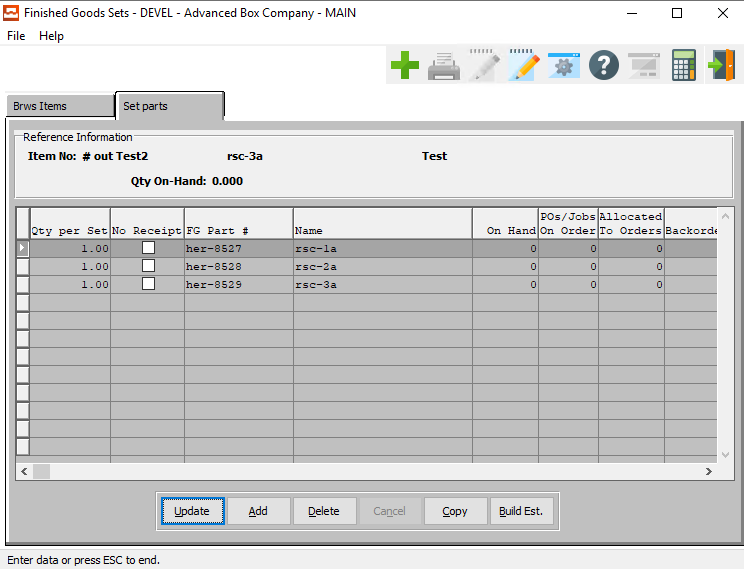 Finished Goods Sets - DEVEL - Advanced Box Company - MAIN
File Help
Brws Items Set parts
Reference Information
Item No: # out Test2 rsc-3a Test
Qty On-Hand: 0.000
POs/Jobs Allocated
Qty per Set No Receipt FG Part # Name On Hand On Order To Orders Backorde
1.00 her-8527 rsc-1a 0 0 0
1.00 her-8528 rsc-2a 0 0 0
1.00 her-8529 rsc-3a 0 0 0
Update Add Delete Cancel Copy Build Est.
Enter data or press ESC to end.